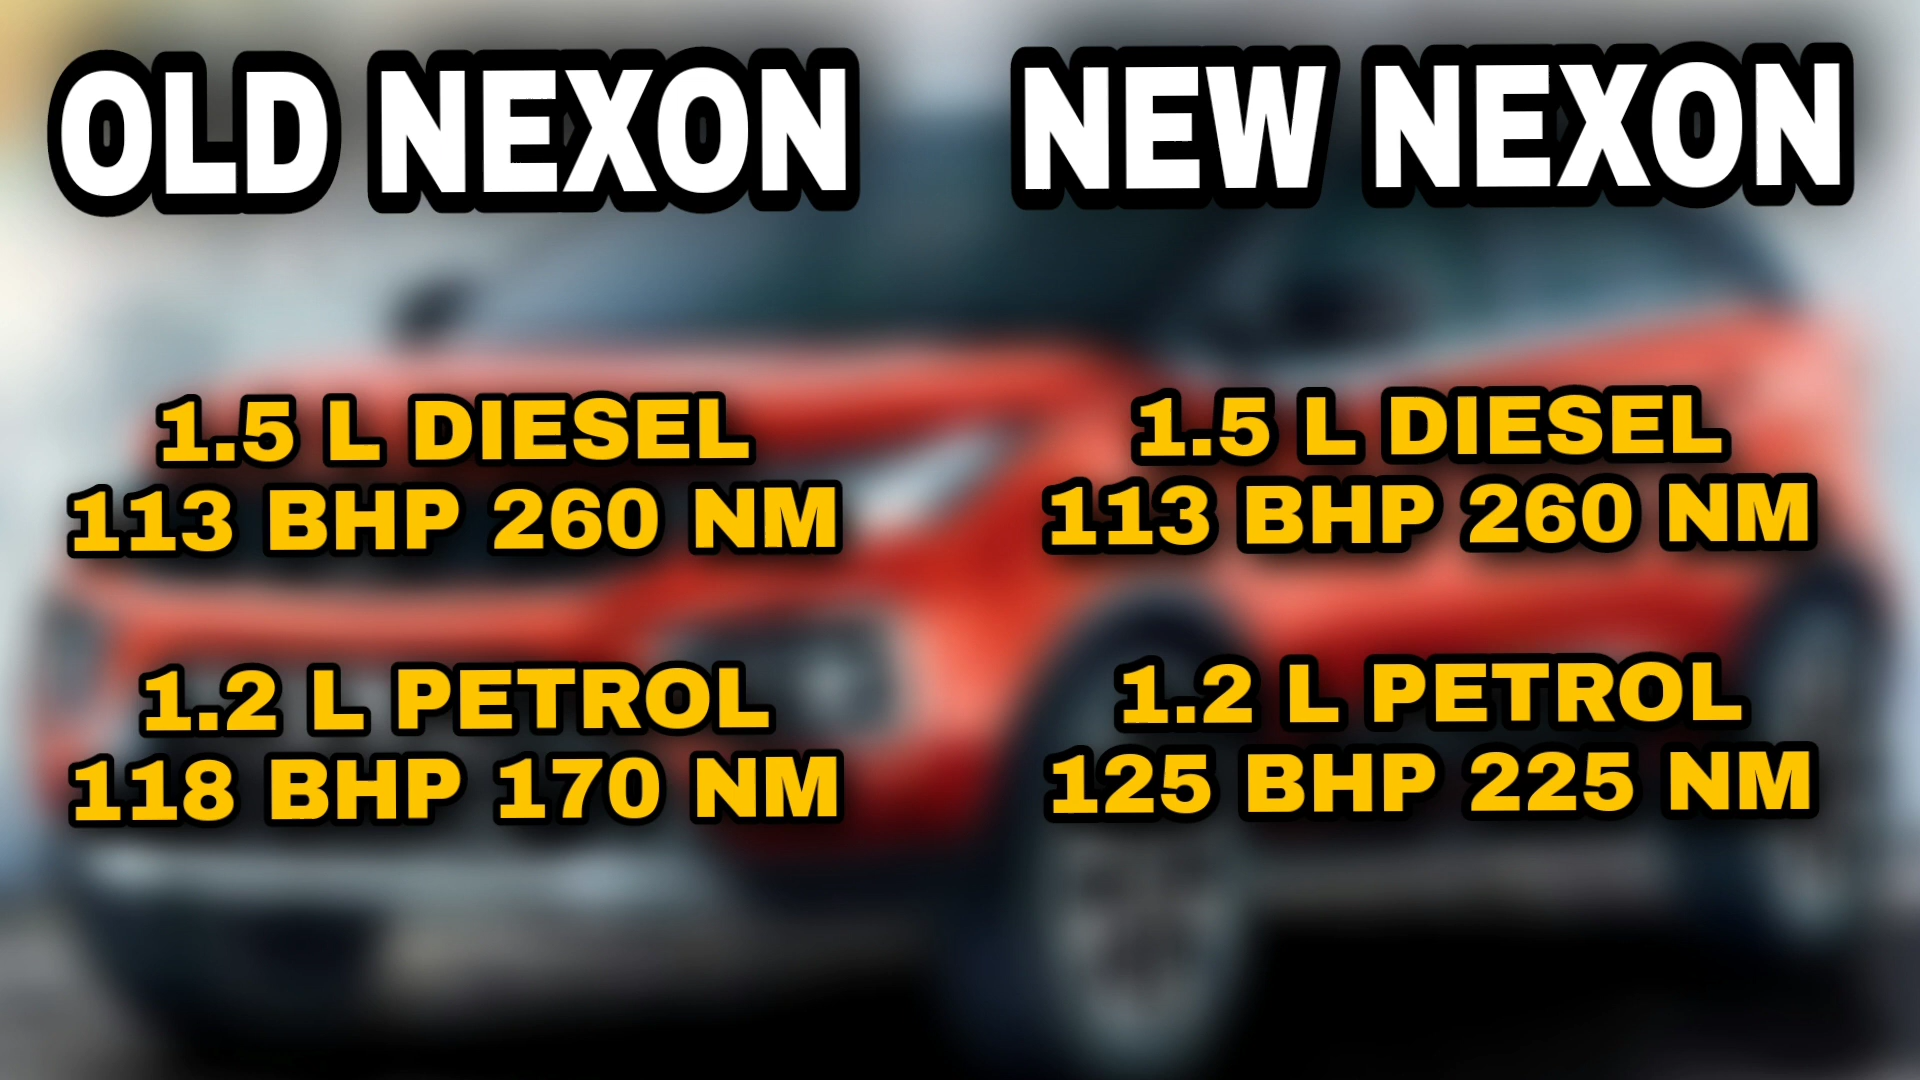 OLD NEXON
1.5 L DIESEL
113 BHP 260 NM
1.2 L PETROL
118 BHP 170 NM
NEW NEXON
1.5 L DIESEL
113 BHP 260 NM
1.2 L PETROL
125 BHP 225 NM